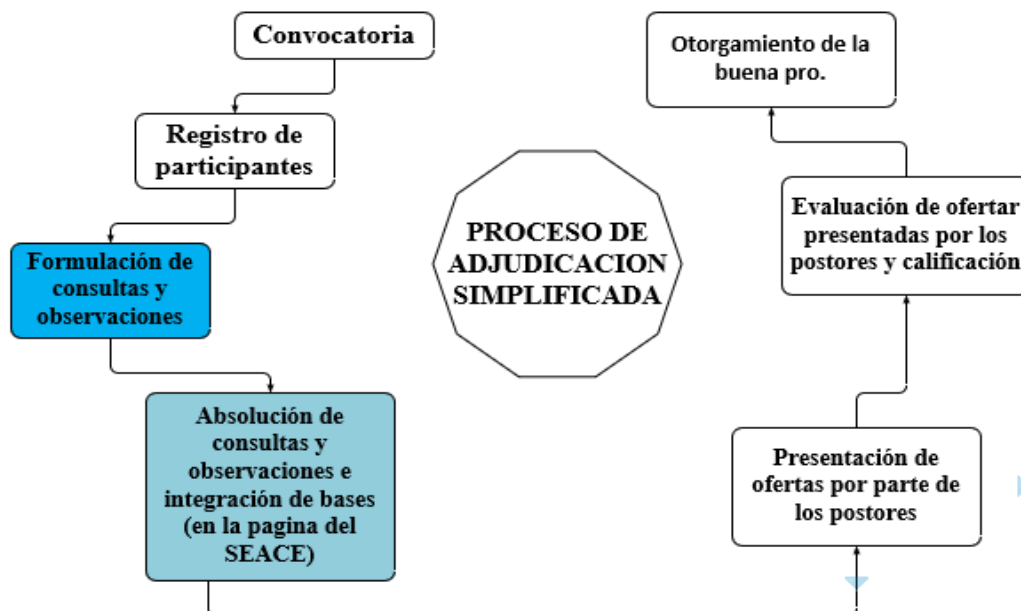 Convocatoria
Registro de
participantes
Formulación de
consultas y
observaciones
Absolución de
consultas y
observaciones e
integración de bases
(en la pagina del
SEACE)
PROCESO DE
ADJUDICACION
SIMPLIFICADA
Otorgamiento de la
buena pro.
Evaluación de ofertar
presentadas por los
postores y calificación
Presentación de
ofertas por parte de
los postores